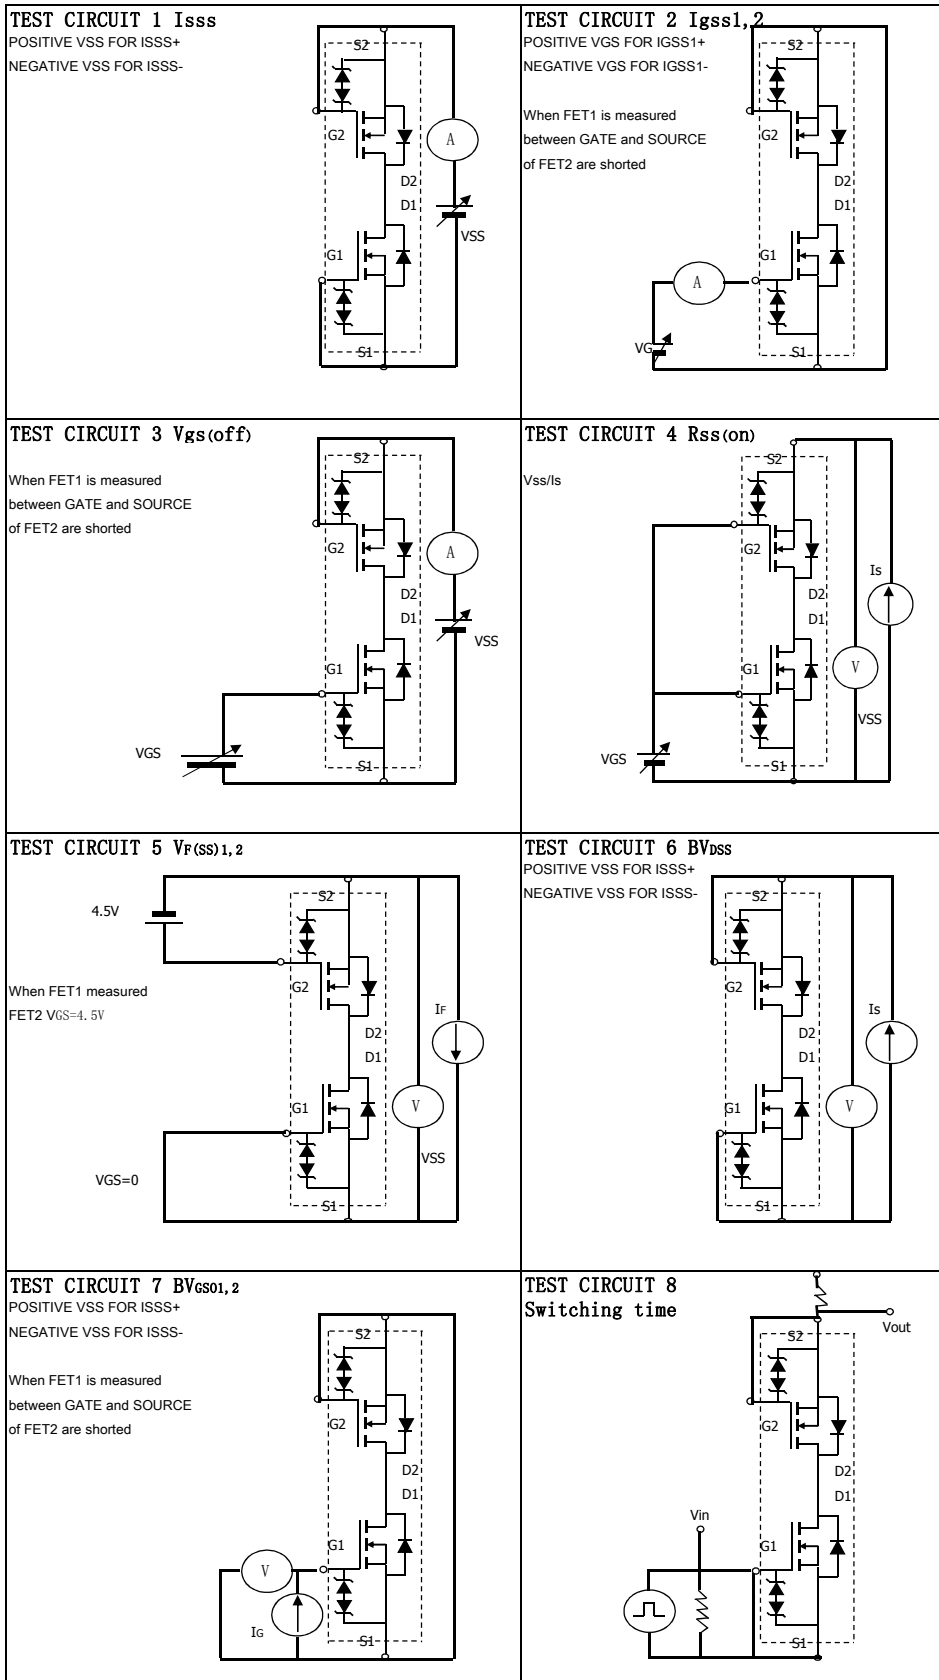 TEST CIRCUIT 1 Isss
POSITIVE VSS FOR ISSS+
NEGATIVE VSS FOR ISSS-
S2
G2
A
D2
D1
VSS
G1
S1
TEST CIRCUIT 2 Igss1,2
POSITIVE VGS FOR IGSS1+
NEGATIVE VGS FOR IGSS1-
When FET1 is measured
between GATE and SOURCE
of FET2 are shorted
S2
G2
D2
D1
G1
A
VG
S1
TEST CIRCUIT 3 Vgs(off)
When FET1 is measured
between GATE and SOURCE
of FET2 are shorted
S2
G2
A
D2
D1
VSS
G1
VGS
S1
TEST CIRCUIT 4 Rss(on)
Vss/Is
S2
G2
Is
D2
D1
G1
V
VSS
VGS
S1
TEST CIRCUIT 5 VF(SS)1,2
4.5V
When FET1 measured
FET2 VGS=4.5V
S2
G2
IF
D2
D1
G1
V
VSS
VGS=0
S1
TEST CIRCUIT 6 BVDSS
POSITIVE VSS FOR ISSS+
NEGATIVE VSS FOR ISSS-
S2
G2
Is
D2
D1
G1
V
S1
TEST CIRCUIT 7 BVGSO1,2
POSITIVE VSS FOR ISSS+
NEGATIVE VSS FOR ISSS-
When FET1 is measured
between GATE and SOURCE
of FET2 are shorted
S2
G2
D2
D1
G1
V
IG
S1
TEST CIRCUIT 8
Switching time
Vout
S2
G2
D2
D1
Vin
G1
S1